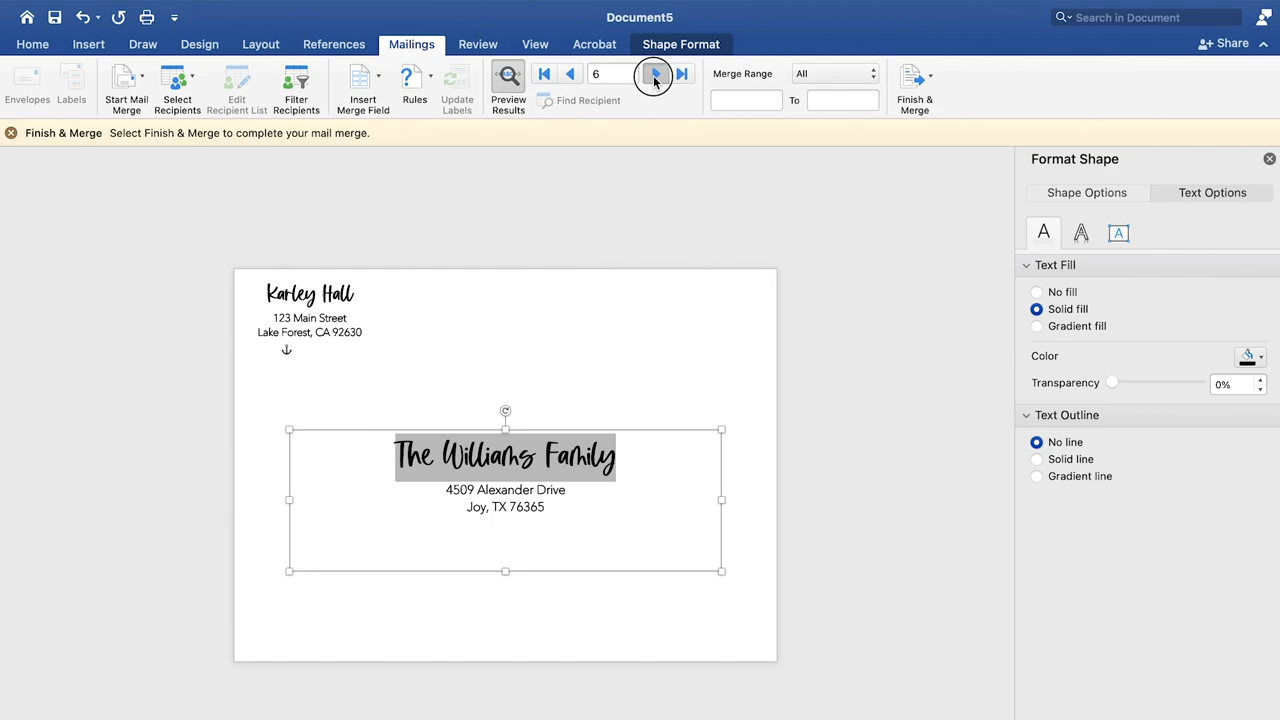 Document5
Search in Document
Home Insert Draw Design Layout References Mailings Review View Acrobat Shape Format
Share
Envelopes
Labels
Start Mail
Merge
Select
Recipients
Edit
Recipient List
Filter
Recipients
Insert
Merge Field
Rules
Update
Labels
ABC
Preview
Results
6
Find Recipient
Merge Range
All
To
Finish &
Merge
Finish & Merge Select Finish & Merge to complete your mail merge.
Karley Hall
123 Main Street
Lake Forest, CA 92630
The Williams Family
4509 Alexander Drive
Joy, TX 76365
Format Shape
Shape Options Text Options
A A A
Text Fill
No fill
Solid fill
Gradient fill
Color
Transparency 0%
Text Outline
No line
Solid line
Gradient line